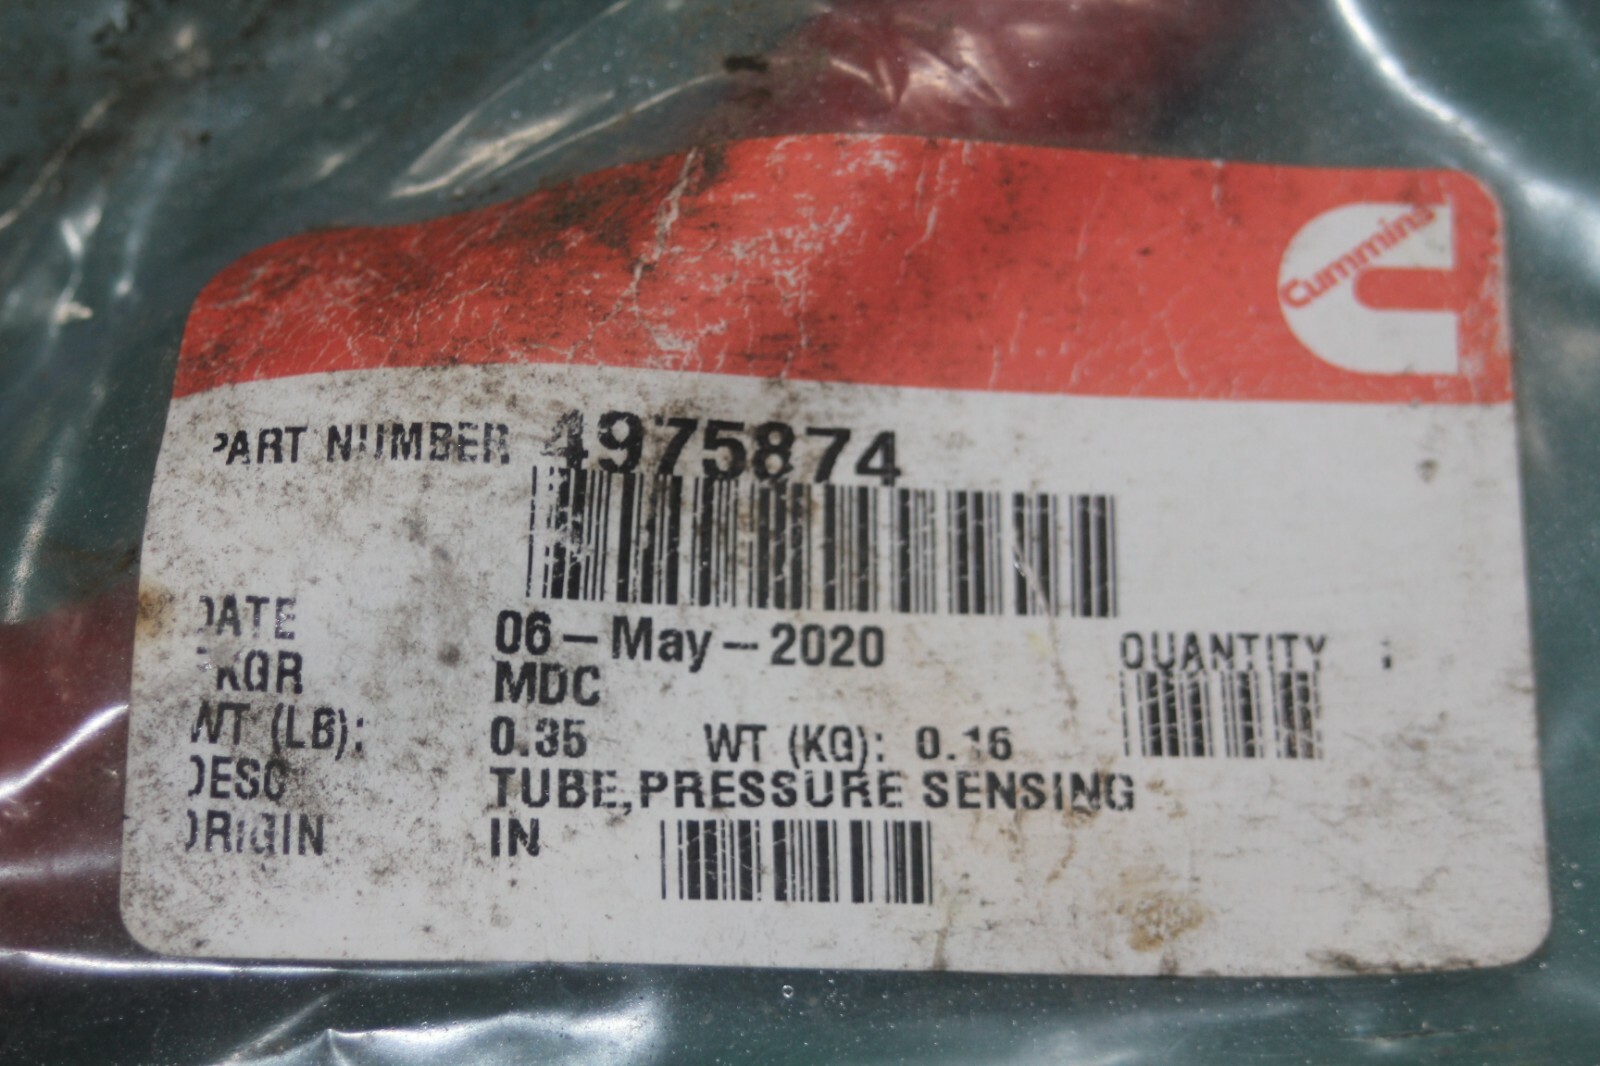 Cummins
PART NUMBER 4975874
DATE 06-May-2020 QUANTITY
PKGR MDC
WT (LB): 0.35 WT (KG): 0.16
DESC TUBE,PRESSURE SENSING
ORIGIN IN